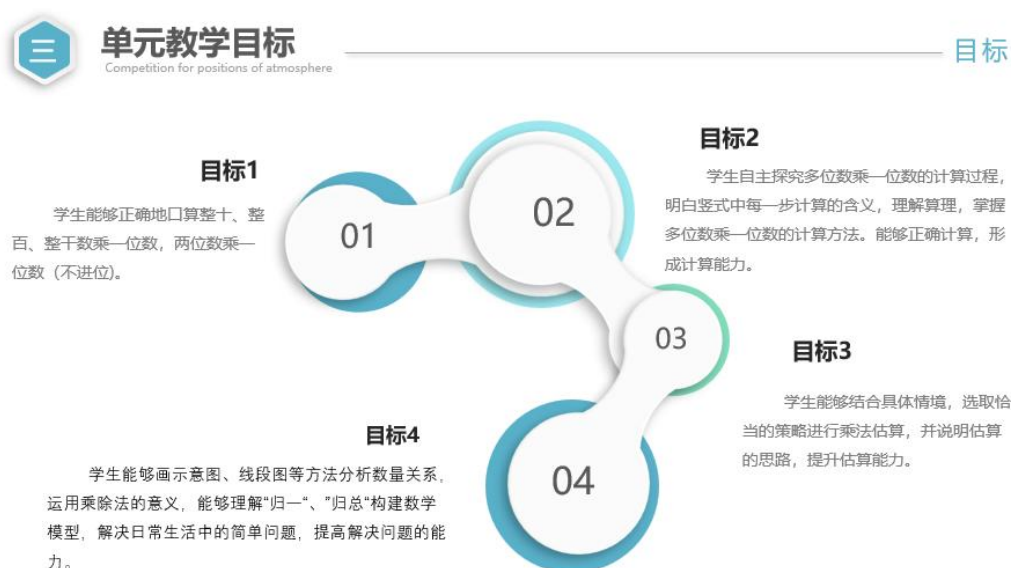 三
单元教学目标
Competition for positions of atmosphere
目标
目标1
学生能够正确地口算整十、整
百、整千数乘一位数，两位数乘一
位数（不进位)。
01
02
目标2
学生自主探究多位数乘一位数的计算过程，
明白竖式中每一步计算的含义，理解算理，掌握
多位数乘一位数的计算方法。能够正确计算，形
成计算能力。
03
目标3
学生能够结合具体情境，选取恰
当的策略进行乘法估算，并说明估算
的思路，提升估算能力。
目标4
学生能够画示意图、线段图等方法分析数量关系，
运用乘除法的意义，能够理解“归一“、”归总“构建数学
模型，解决日常生活中的简单问题，提高解决问题的能
力。
04